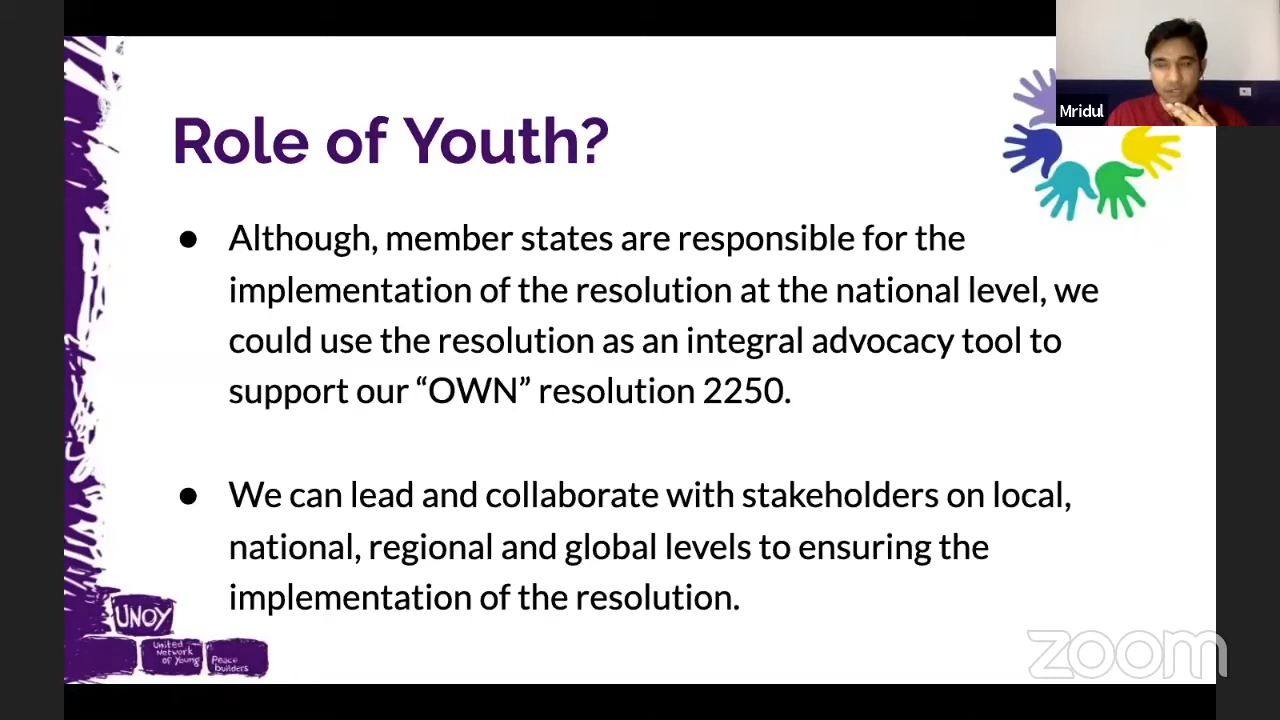 Mridul
Role of Youth?
● Although, member states are responsible for the
implementation of the resolution at the national level, we
could use the resolution as an integral advocacy tool to
support our “OWN” resolution 2250.
● We can lead and collaborate with stakeholders on local,
national, regional and global levels to ensuring the
implementation of the resolution.
UNOY
United
Network
of Young
Peace
builders
zoom